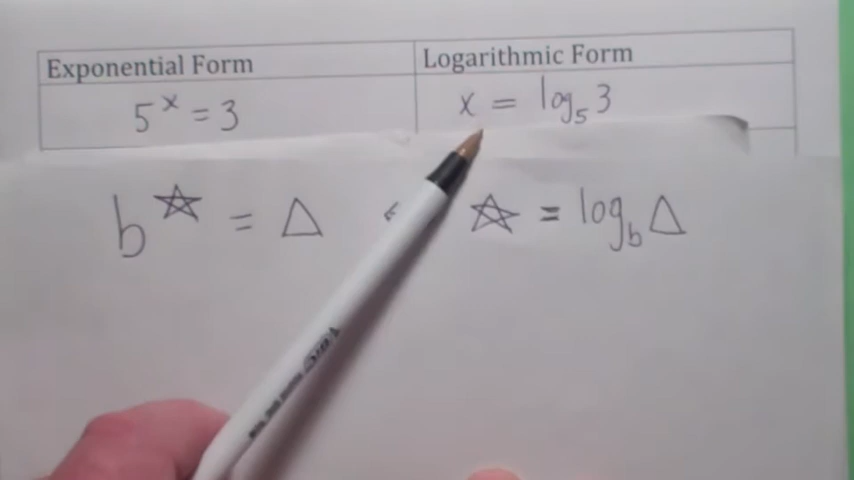 Exponential Form
Logarithmic Form
5^x = 3
x = log_5 3
b^☆ = △
☆ = log_b △